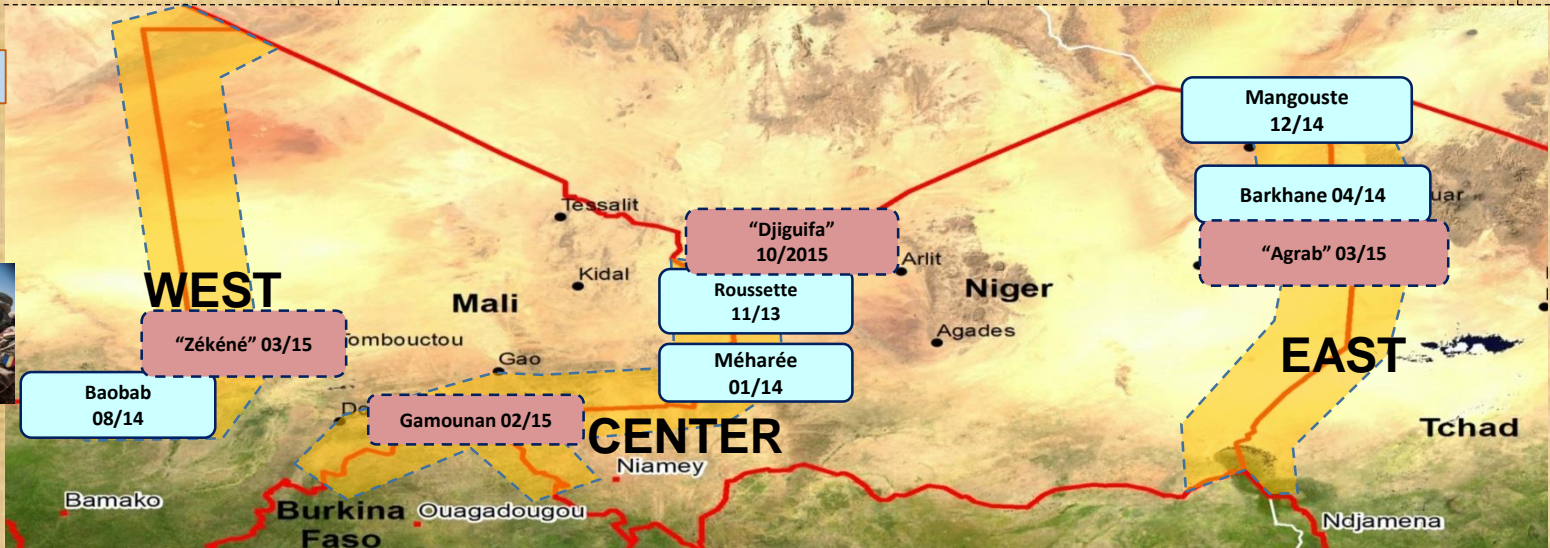 Mangouste
12/14
Barkhane 04/14
Tessalit
"Djiguifa"
10/2015
"Agrab" 03/15
Arlit
Kidal
WEST
Mali
Roussette
11/13
Niger
"Zékéné" 03/15
Agades
Gao
Méharée
01/14
EAST
Baobab
08/14
Gamounan 02/15
CENTER
Tchad
Niamey
Bamako
Burkina
Faso
Ouagadougou
Ndjamena